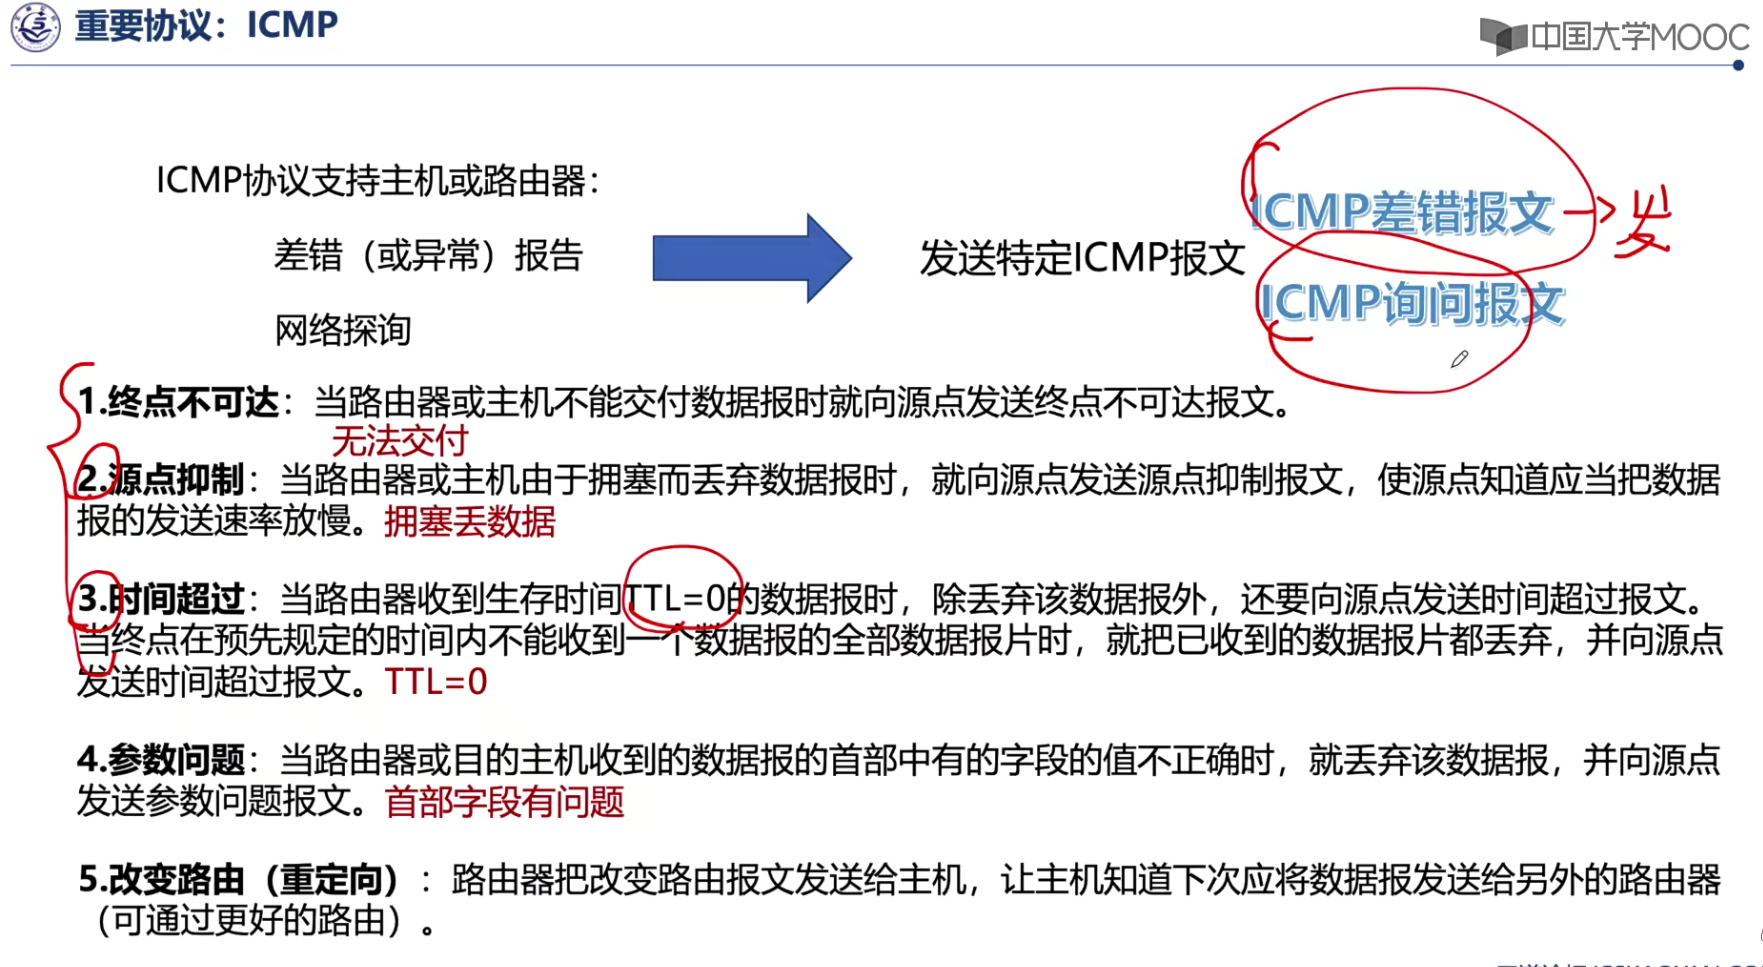 重要协议：ICMP
中国大学MOOC
ICMP协议支持主机或路由器：
差错（或异常）报告
网络探询
发送特定ICMP报文
ICMP差错报文
ICMP询问报文
1.终点不可达：当路由器或主机不能交付数据报时就向源点发送终点不可达报文。
无法交付
2.源点抑制：当路由器或主机由于拥塞而丢弃数据报时，就向源点发送源点抑制报文，使源点知道应当把数据
报的发送速率放慢。拥塞丢数据
3.时间超过：当路由器收到生存时间TTL=0的数据报时，除丢弃该数据报外，还要向源点发送时间超过报文。
当终点在预先规定的时间内不能收到一个数据报的全部数据报片时，就把已收到的数据报片都丢弃，并向源点
发送时间超过报文。TTL=0
4.参数问题：当路由器或目的主机收到的数据报的首部中有的字段的值不正确时，就丢弃该数据报，并向源点
发送参数问题报文。首部字段有问题
5.改变路由（重定向）：路由器把改变路由报文发送给主机，让主机知道下次应将数据报发送给另外的路由器
（可通过更好的路由）。